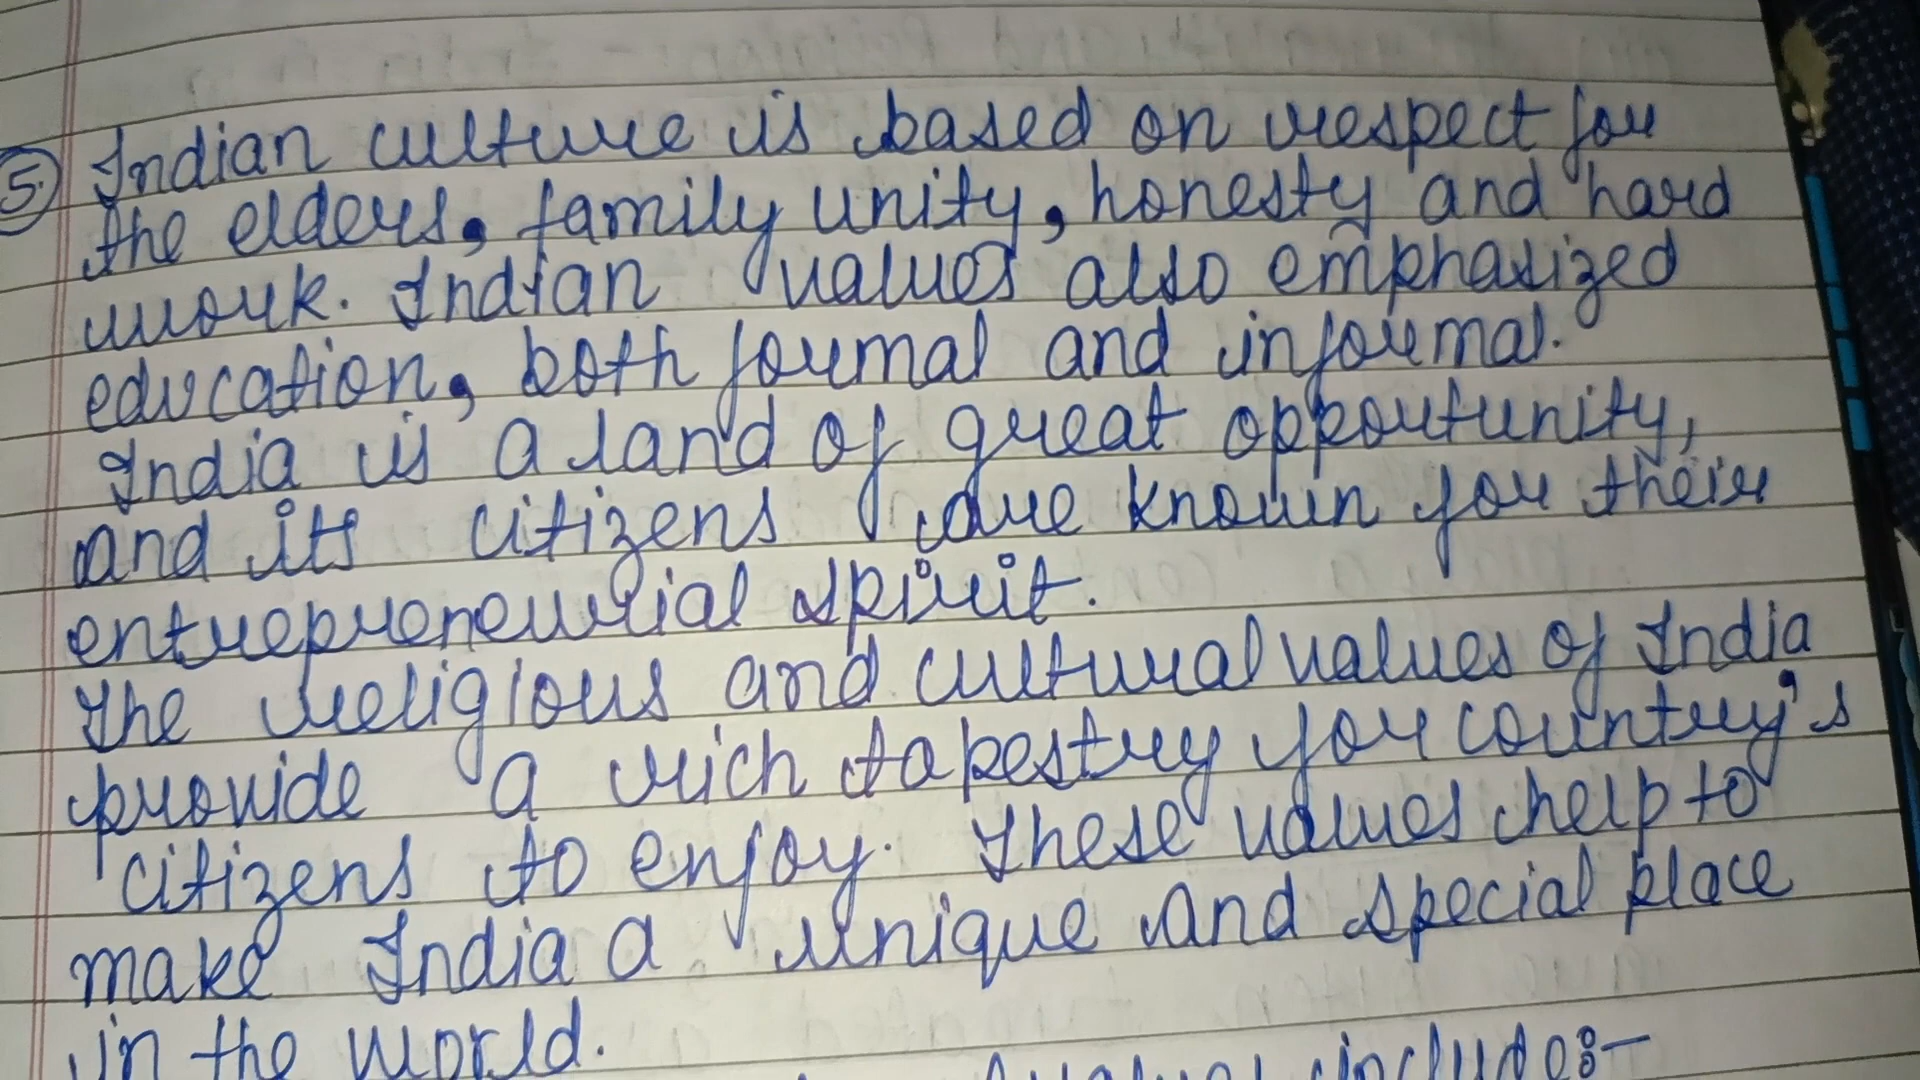 5. Indian culture is based on respect for
the elders, family unity, honesty and hard
work. Indian values also emphasized
education, both formal and informal.
India is a land of great opportunity,
and its citizens are known for their
entrepreneurial spirit.
The religious and cultural values of India
provide a rich tapestry for country's
citizens to enjoy. These values help to
make India a unique and special place
in the world.
include:-